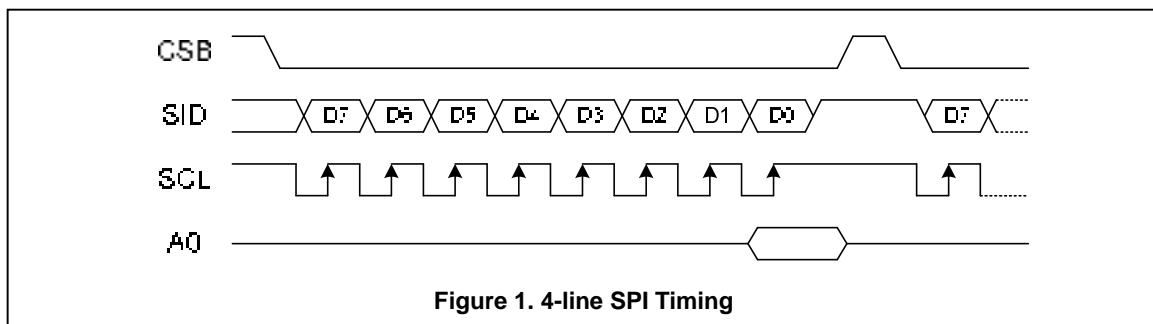 CSB
SID D7 D6 D5 D4 D3 D2 D1 D0 D7
SCL
A0
Figure 1. 4-line SPI Timing